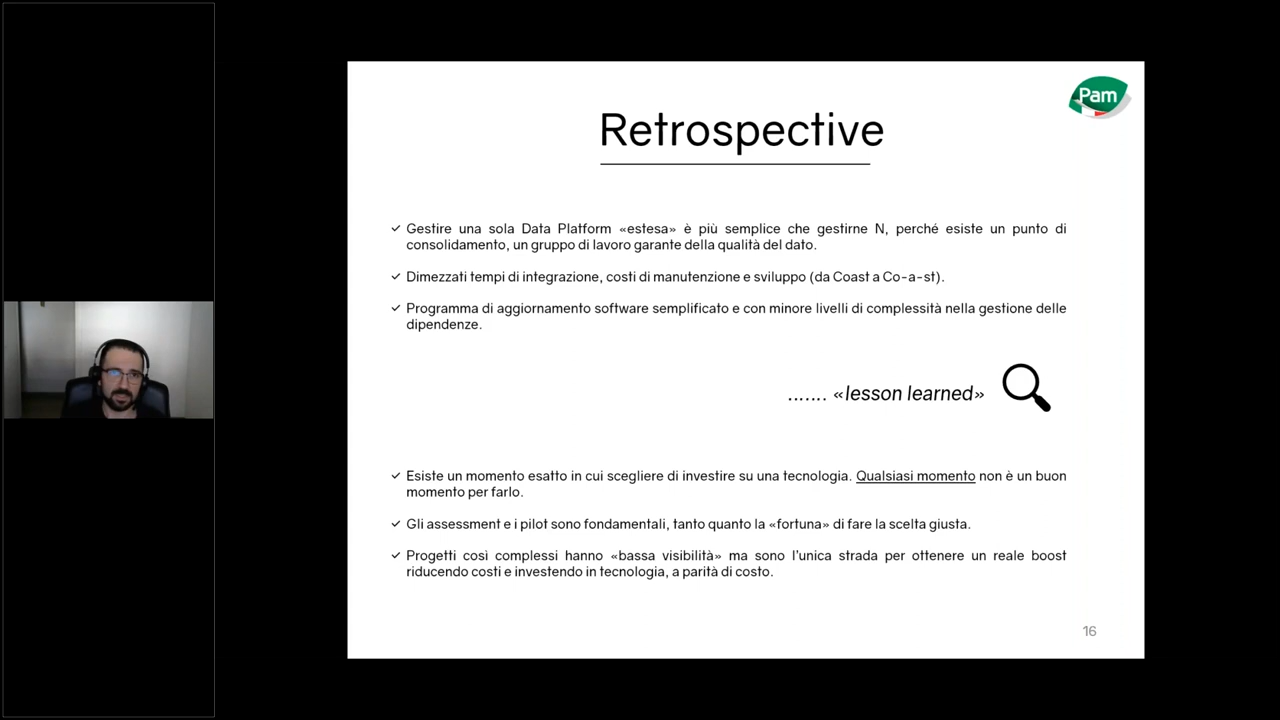 Pam
Retrospective
Gestire una sola Data Platform «estesa» è più semplice che gestirne N, perché esiste un punto di
consolidamento, un gruppo di lavoro garante della qualità del dato.
Dimezzati tempi di integrazione, costi di manutenzione e sviluppo (da Coast a Co-a-st).
Programma di aggiornamento software semplificato e con minore livelli di complessità nella gestione delle
dipendenze.
....... «lesson learned»
Esiste un momento esatto in cui scegliere di investire su una tecnologia. Qualsiasi momento non è un buon
momento per farlo.
Gli assessment e i pilot sono fondamentali, tanto quanto la «fortuna» di fare la scelta giusta.
Progetti così complessi hanno «bassa visibilità» ma sono l'unica strada per ottenere un reale boost
riducendo costi e investendo in tecnologia, a parità di costo.
16